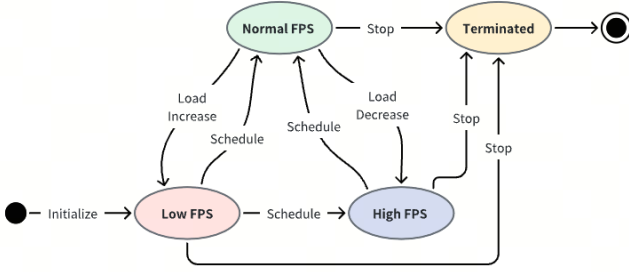 Normal FPS
Stop
Terminated
Load
Increase
Schedule
Schedule
Load
Decrease
Stop
Stop
Initialize
Low FPS
Schedule
High FPS